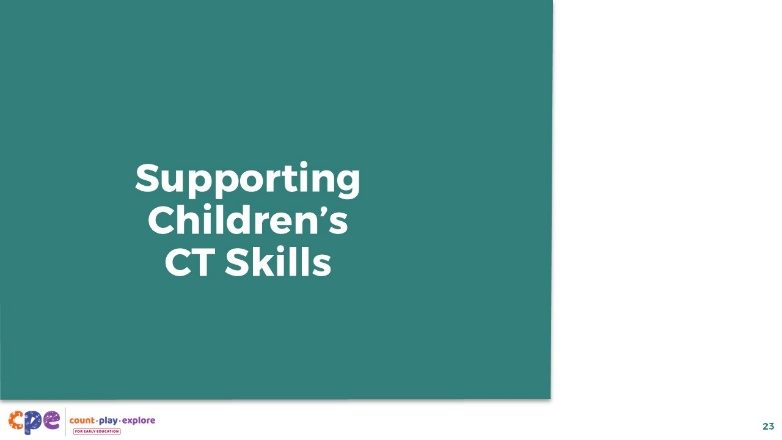 Supporting
Children's
CT Skills
cpe
count·play·explore
FOR EARLY EDUCATION
23